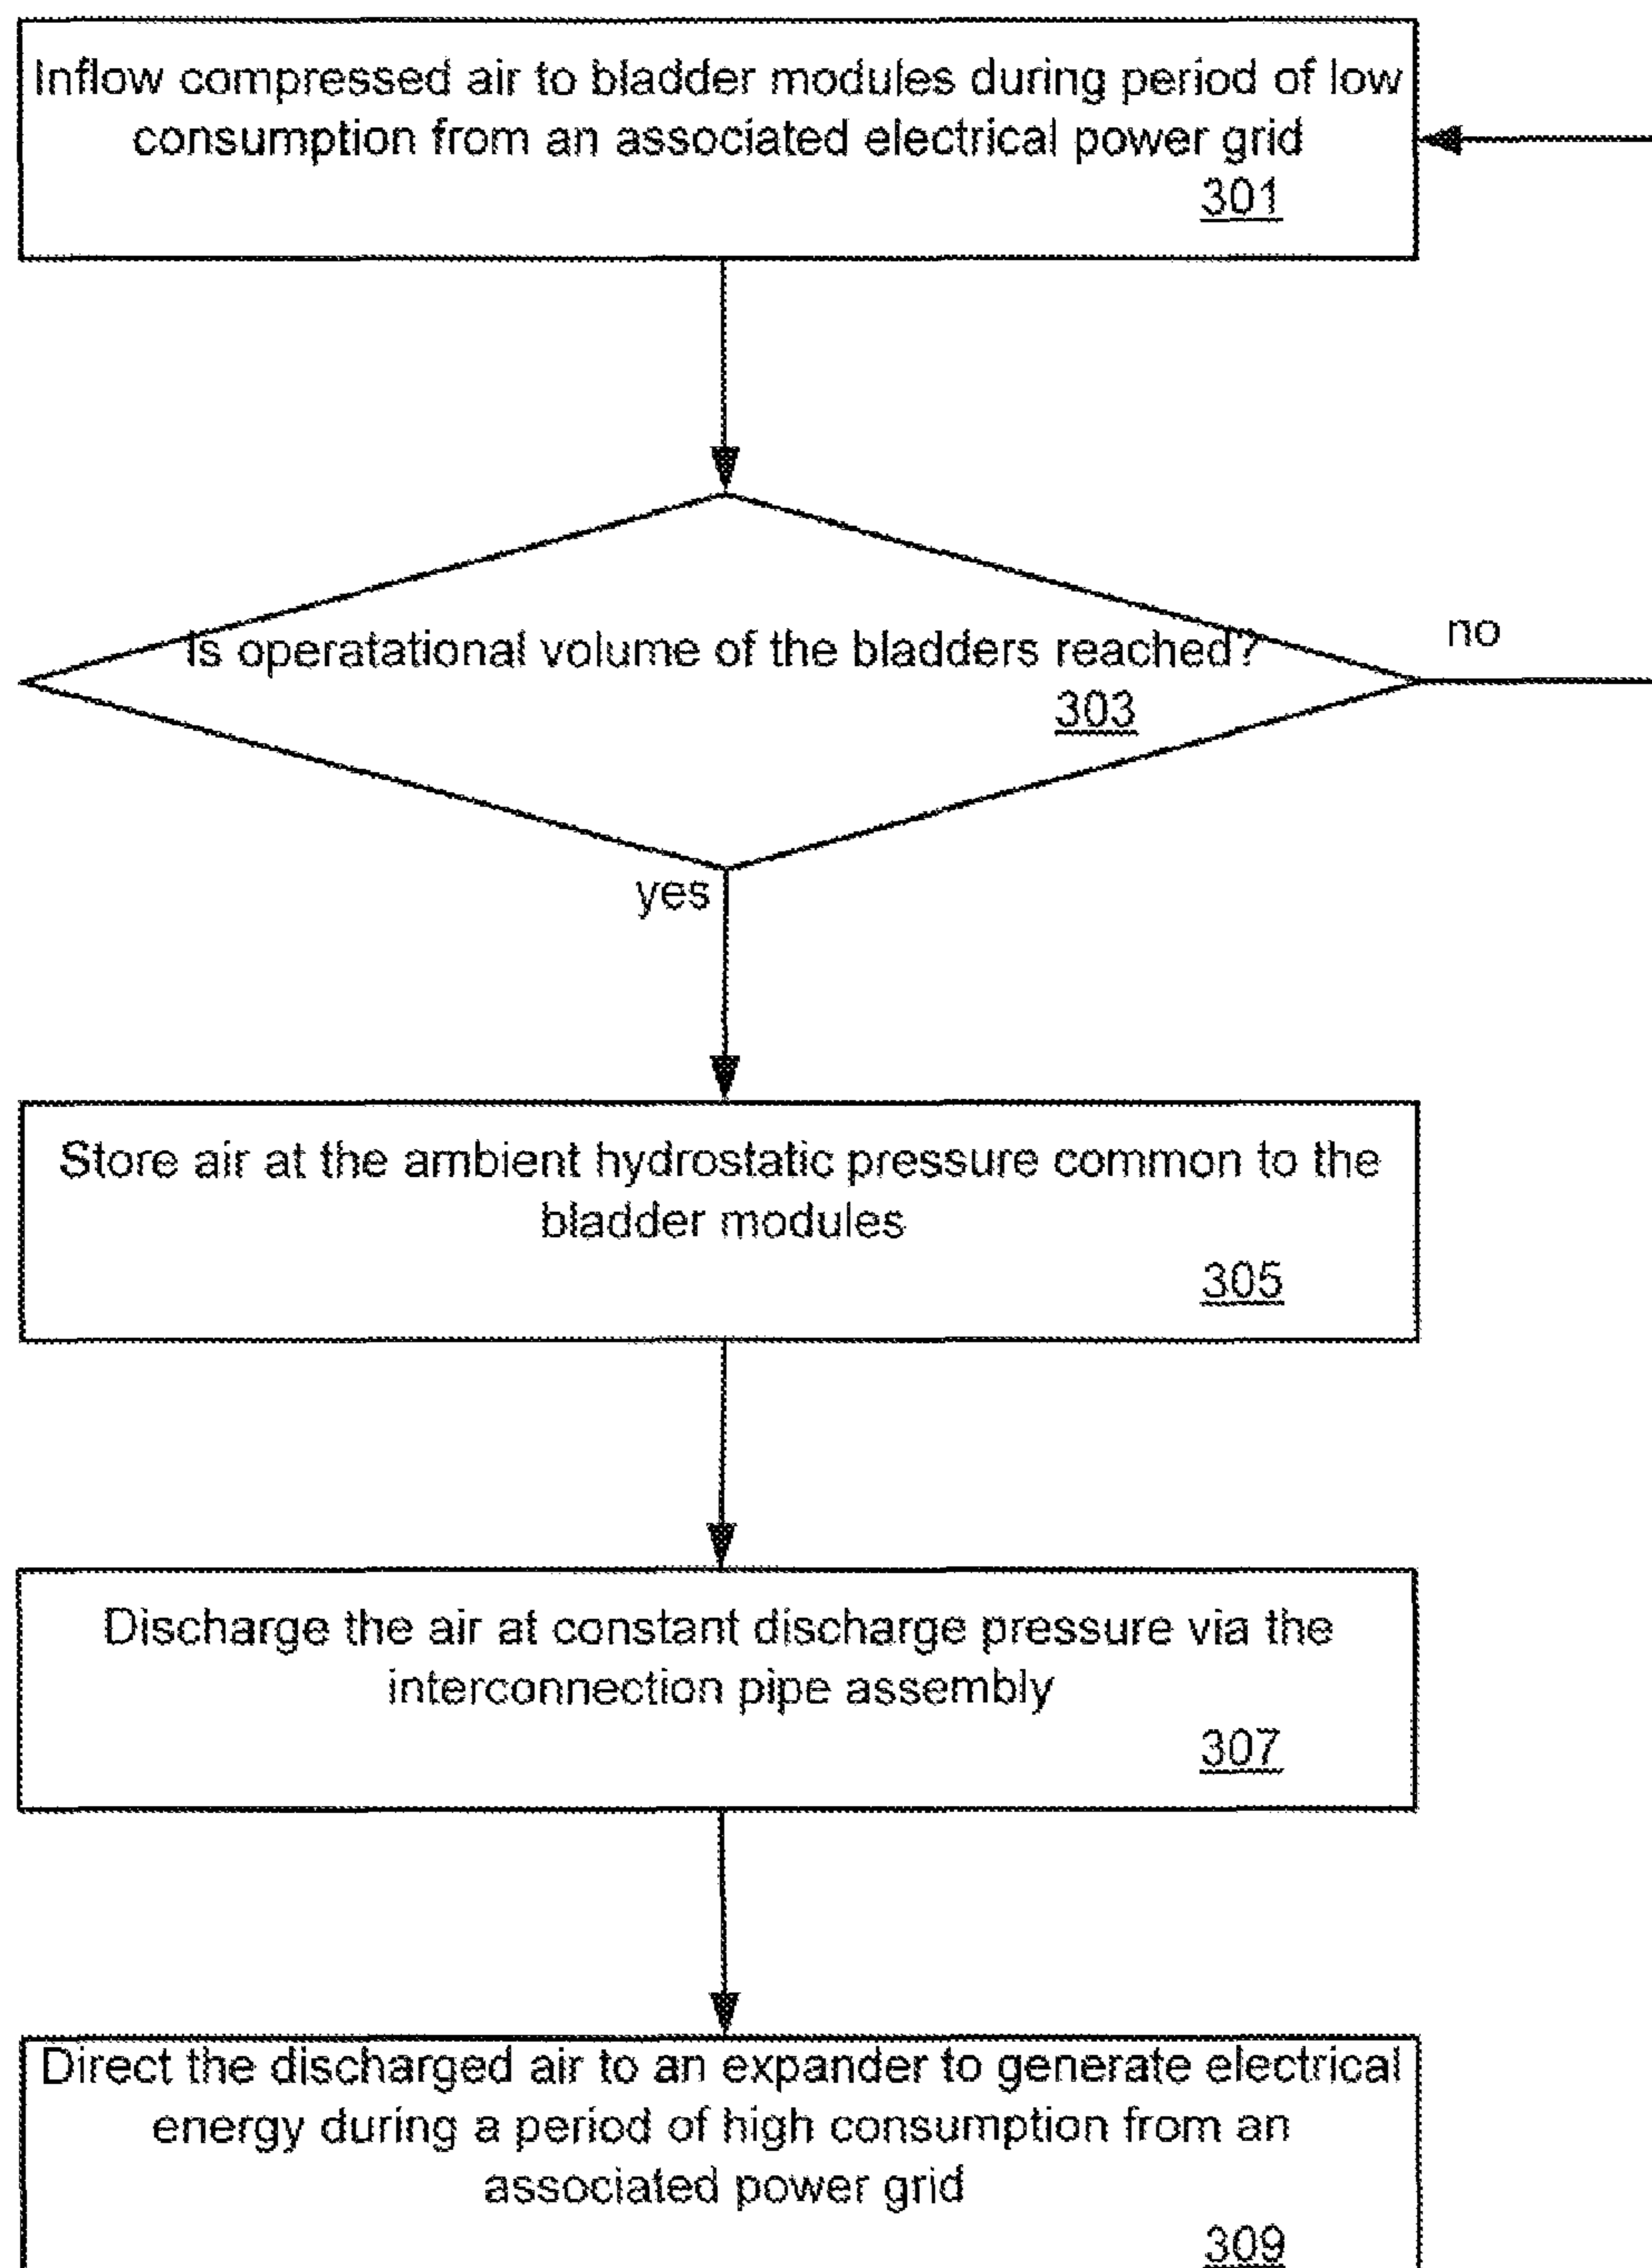 Inflow compressed air to bladder modules during period of low
consumption from an associated electrical power grid
301
Is operatational volume of the bladders reached?
303
no
yes
Store air at the ambient hydrostatic pressure common to the
bladder modules
305
Discharge the air at constant discharge pressure via the
interconnection pipe assembly
307
Direct the discharged air to an expander to generate electrical
energy during a period of high consumption from an
associated power grid
309